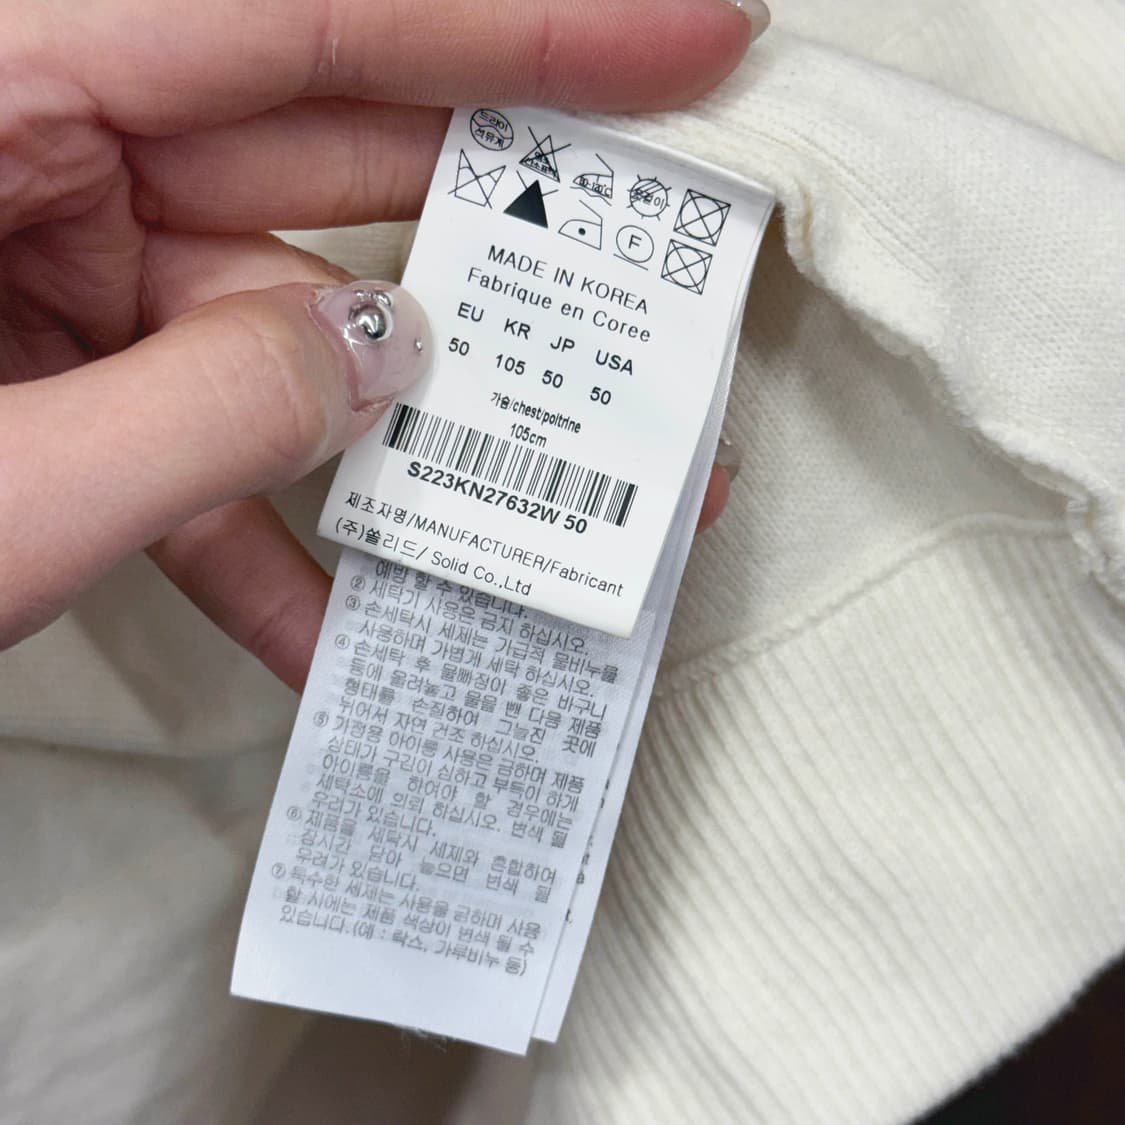 드라이
석유계
염소표백
80-120℃
옷걸이
F
MADE IN KOREA
Fabrique en Coree
EU KR JP USA
50 105 50 50
가슴/chest/poitrine
105cm
S223KN27632W 50
제조자명/MANUFACTURER/Fabricant
(주)쏠리드/ Solid Co.,Ltd
예방 할 수 있습니다.
② 세탁기 사용은 금지 하십시오.
③ 손세탁시 세제는 가급적 물비누를
사용하며 가볍게 세탁 하십시오.
④ 손세탁 후 물빠짐이 좋은 바구니
등에 올려놓고 물을 뺀 다음 제품
형태를 손질하여 그늘진 곳에
뉘어서 자연 건조 하십시오.
⑤ 가정용 아이롱 사용은 금하며 제품
상태가 구김이 심하고 부득이 하게
아이롱을 하여야 할 경우에는
세탁소에 의뢰 하십시오. 변색 될
우려가 있습니다.
⑥ 제품을 세탁시 세제와 혼합하여
장시간 담아 놓으면 변색 될
우려가 있습니다.
⑦ 특수한 세제는 사용을 금하며 사용
할 시에는 제품 색상이 변색 될 수
있습니다.(예 : 락스, 가루비누 등)